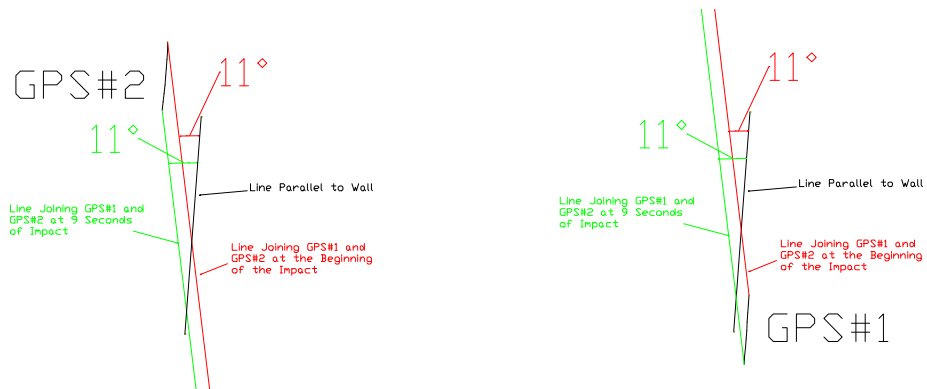 11°
GPS#2
11°
Line Parallel to Wall
Line Joining GPS#1 and
GPS#2 at 9 Seconds
of Impact
Line Joining GPS#1 and
GPS#2 at the Beginning
of the Impact
11°
11°
Line Parallel to Wall
Line Joining GPS#1 and
GPS#2 at 9 Seconds
of Impact
Line Joining GPS#1 and
GPS#2 at the Beginning
of the Impact
GPS#1